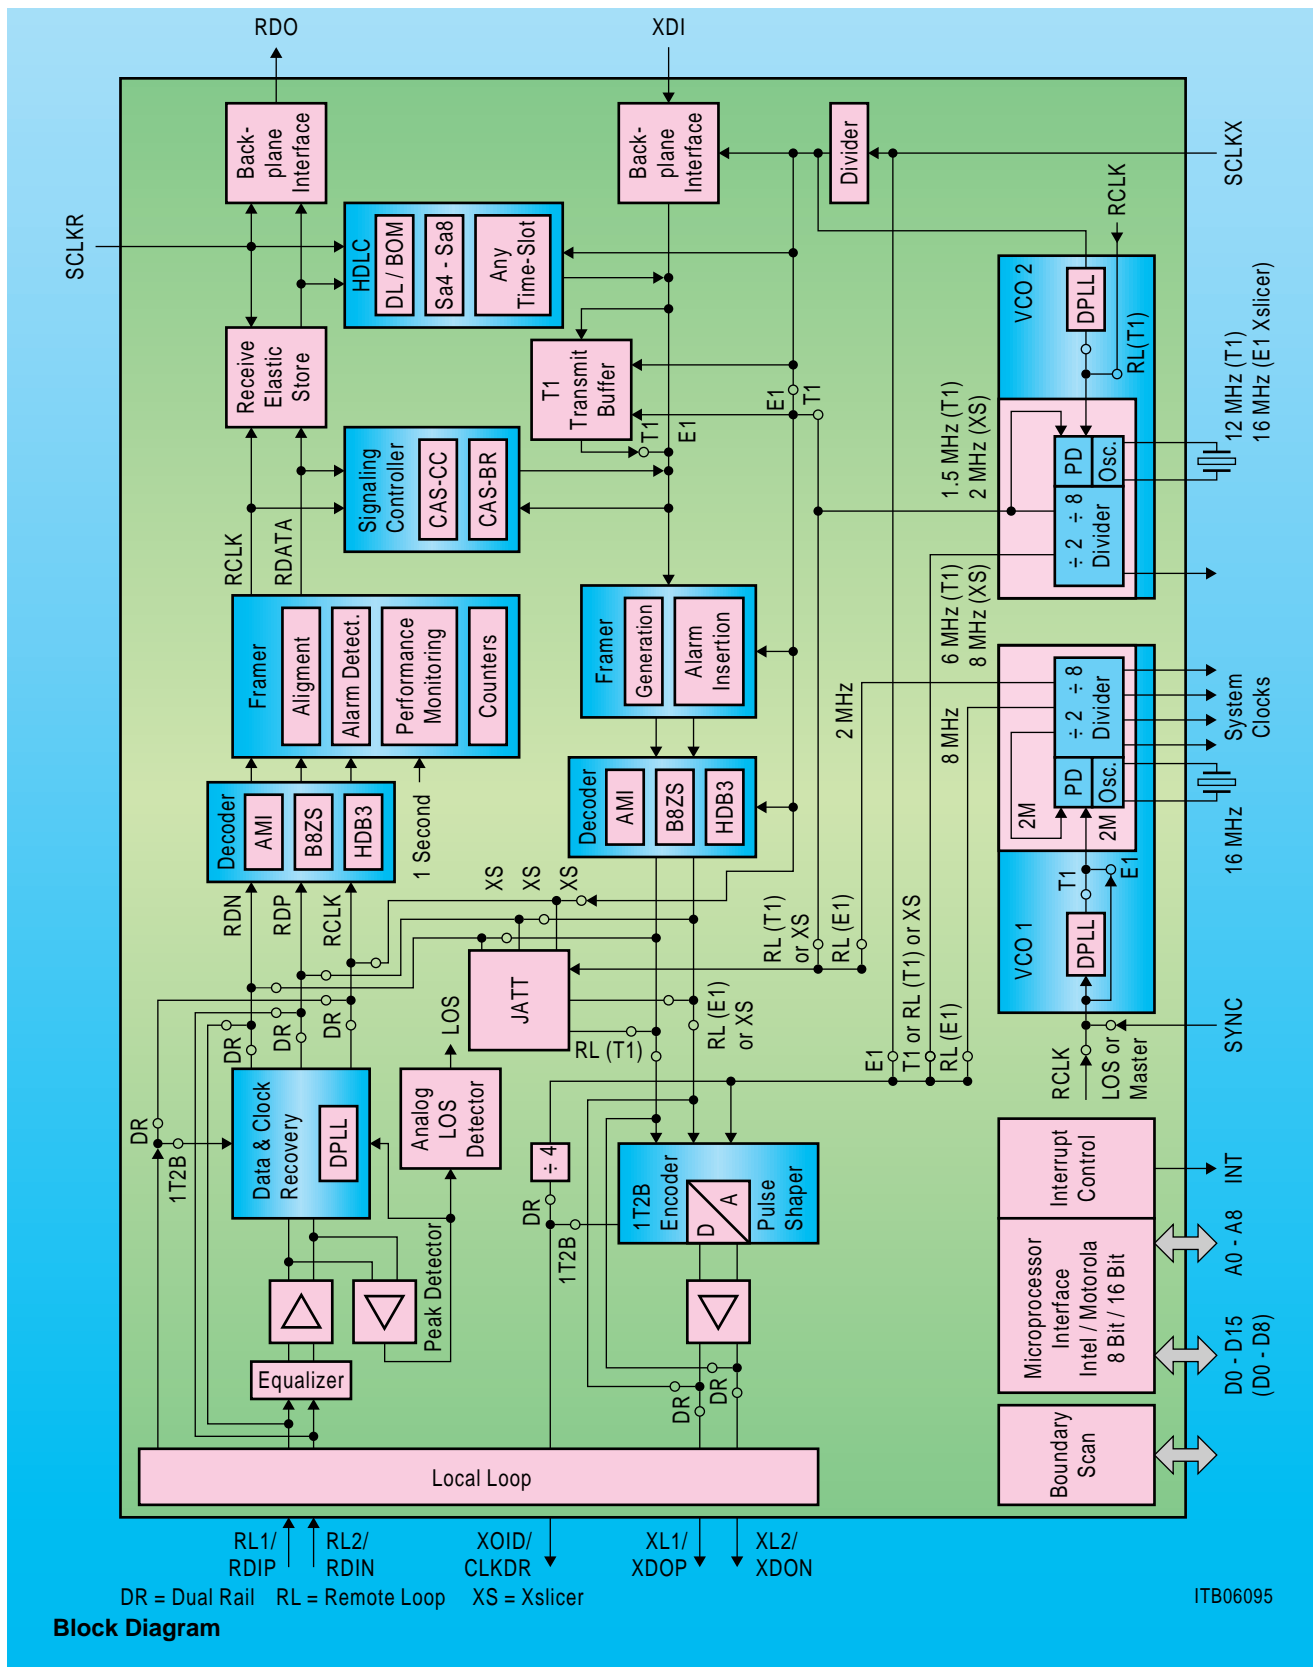 RDO
XDI
Back-
plane
Interface
Back-
plane
Interface
Divider
SCLKX
SCLKR
RCLK
HDLC
DL / BOM
Sa4 - Sa8
Any
Time-Slot
VCO 2
DPLL
RL(T1)
12 MHz (T1)
16 MHz (E1 Xslicer)
Receive
Elastic
Store
T1
Transmit
Buffer
E1
T1
T1
E1
1.5 MHz (T1)
2 MHz (XS)
PD
Osc.
÷ 2 ÷ 8
Divider
Signaling
Controller
CAS-CC
CAS-BR
RCLK
RDATA
6 MHz (T1)
8 MHz (XS)
Framer
Aligment
Alarm Detect.
Performance
Monitoring
Counters
Framer
Generation
Alarm
Insertion
2 MHz
8 MHz
÷ 2 ÷ 8
Divider
PD
Osc.
2M
2M
System
Clocks
16 MHz
Decoder
AMI
B8ZS
HDB3
1 Second
Decoder
AMI
B8ZS
HDB3
T1
E1
VCO 1
DPLL
RDN
RDP
RCLK
XS
XS
XS
RL (T1)
or XS
RL (E1)
JATT
RL (T1)
RL (E1)
or XS
DR
DR
DR
LOS
E1
T1 or RL (T1) or XS
RL (E1)
RCLK
LOS or
Master
SYNC
DR
1T2B
Data & Clock
Recovery
DPLL
Analog
LOS
Detector
÷ 4
DR
1T2B
1T2B
Encoder
D
A
Pulse
Shaper
Interrupt
Control
INT
Peak Detector
Microprocessor
Interface
Intel / Motorola
8 Bit / 16 Bit
A0 - A8
D0 - D15
(D0 - D8)
Equalizer
DR
DR
Boundary
Scan
Local Loop
RL1/
RDIP
RL2/
RDIN
XOID/
CLKDR
XL1/
XDOP
XL2/
XDON
DR = Dual Rail RL = Remote Loop XS = Xslicer
ITB06095
Block Diagram